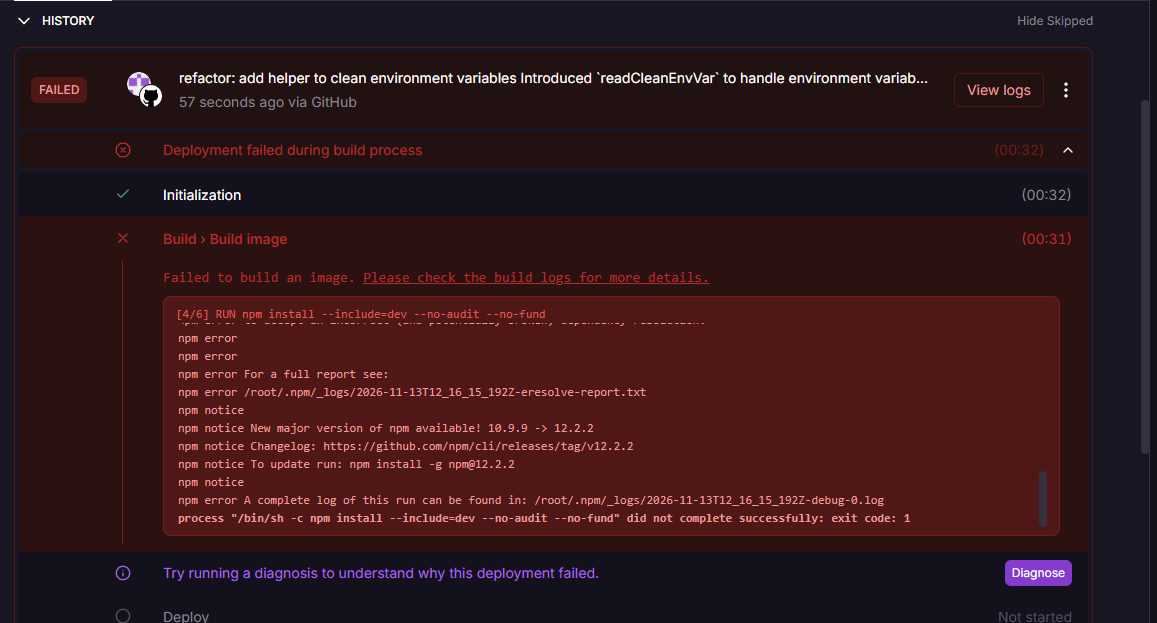 HISTORY
Hide Skipped
FAILED
refactor: add helper to clean environment variables Introduced `readCleanEnvVar` to handle environment variab...
57 seconds ago via GitHub
View logs
Deployment failed during build process
(00:32)
Initialization
(00:32)
Build › Build image
(00:31)
Failed to build an image. Please check the build logs for more details.
[4/6] RUN npm install --include=dev --no-audit --no-fund
npm error
npm error
npm error For a full report see:
npm error /root/.npm/_logs/2026-11-13T12_16_15_192Z-eresolve-report.txt
npm notice
npm notice New major version of npm available! 10.9.9 -> 12.2.2
npm notice Changelog: https://github.com/npm/cli/releases/tag/v12.2.2
npm notice To update run: npm install -g npm@12.2.2
npm notice
npm error A complete log of this run can be found in: /root/.npm/_logs/2026-11-13T12_16_15_192Z-debug-0.log
process "/bin/sh -c npm install --include=dev --no-audit --no-fund" did not complete successfully: exit code: 1
Try running a diagnosis to understand why this deployment failed.
Diagnose
Deploy
Not started